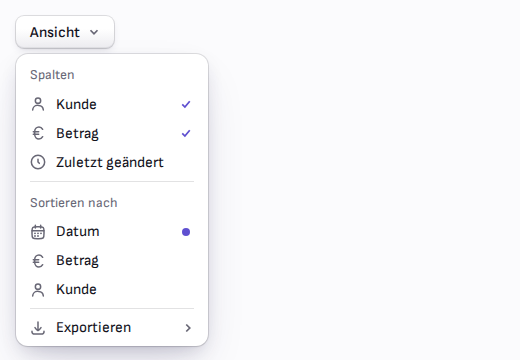 Ansicht
Spalten
Kunde
Betrag
Zuletzt geändert
Sortieren nach
Datum
Betrag
Kunde
Exportieren